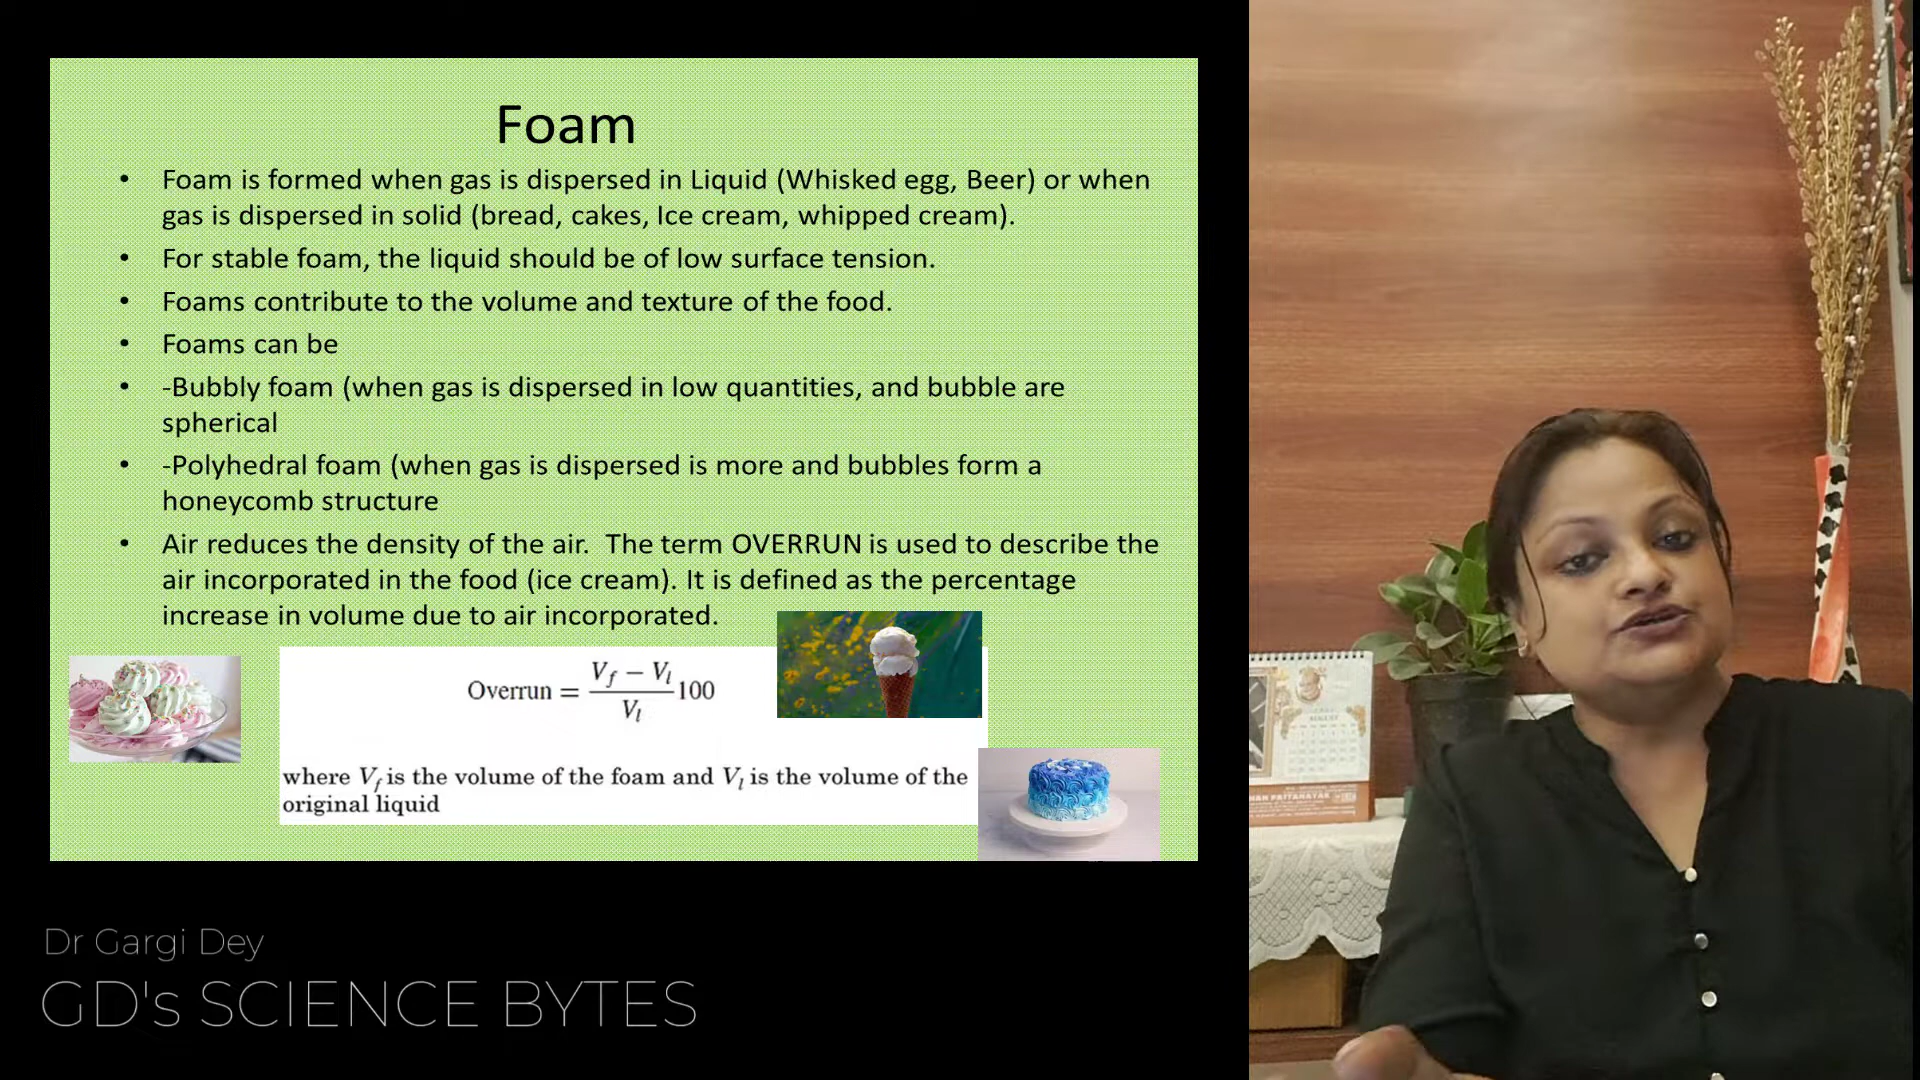 Foam
• Foam is formed when gas is dispersed in Liquid (Whisked egg, Beer) or when
gas is dispersed in solid (bread, cakes, Ice cream, whipped cream).
• For stable foam, the liquid should be of low surface tension.
• Foams contribute to the volume and texture of the food.
• Foams can be
• -Bubbly foam (when gas is dispersed in low quantities, and bubble are
spherical
• -Polyhedral foam (when gas is dispersed is more and bubbles form a
honeycomb structure
• Air reduces the density of the air. The term OVERRUN is used to describe the
air incorporated in the food (ice cream). It is defined as the percentage
increase in volume due to air incorporated.
Overrun = (V_f − V_l)/V_l 100
where V_f is the volume of the foam and V_l is the volume of the
original liquid
Dr Gargi Dey
GD's SCIENCE BYTES
AUGUST
PATTANAYAK